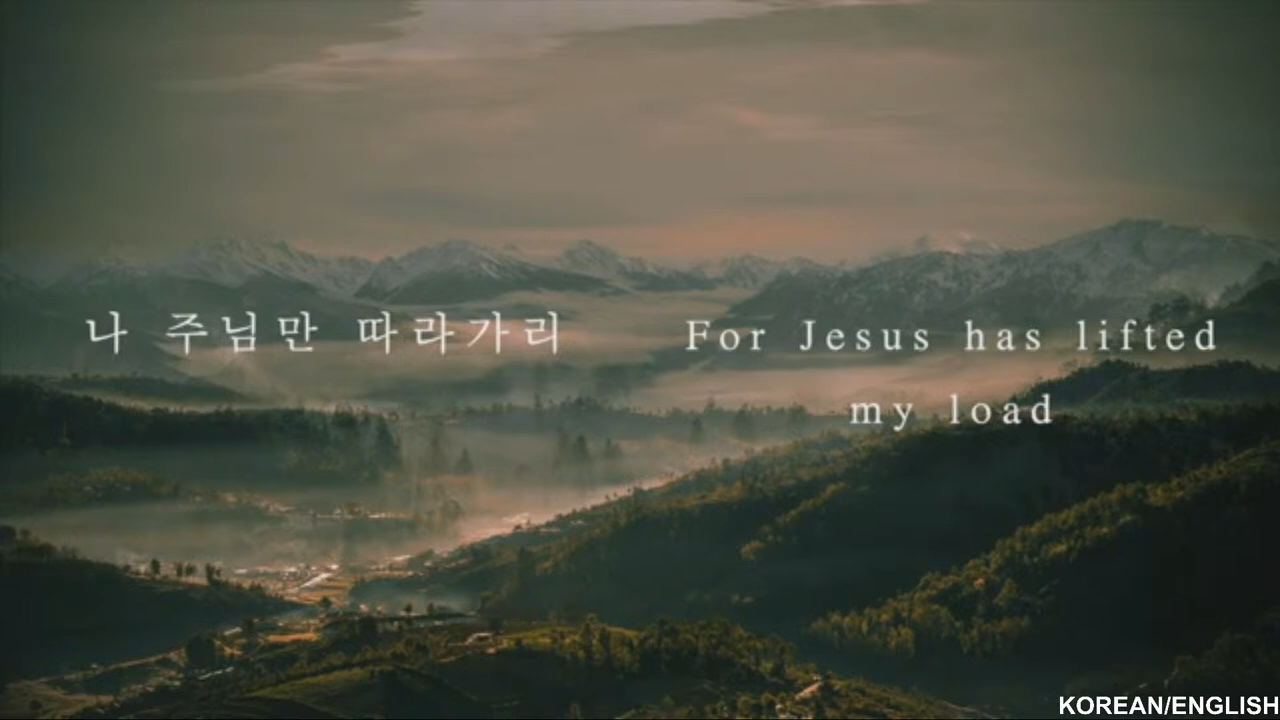 나 주님만 따라가리
For Jesus has lifted
my load
KOREAN/ENGLISH